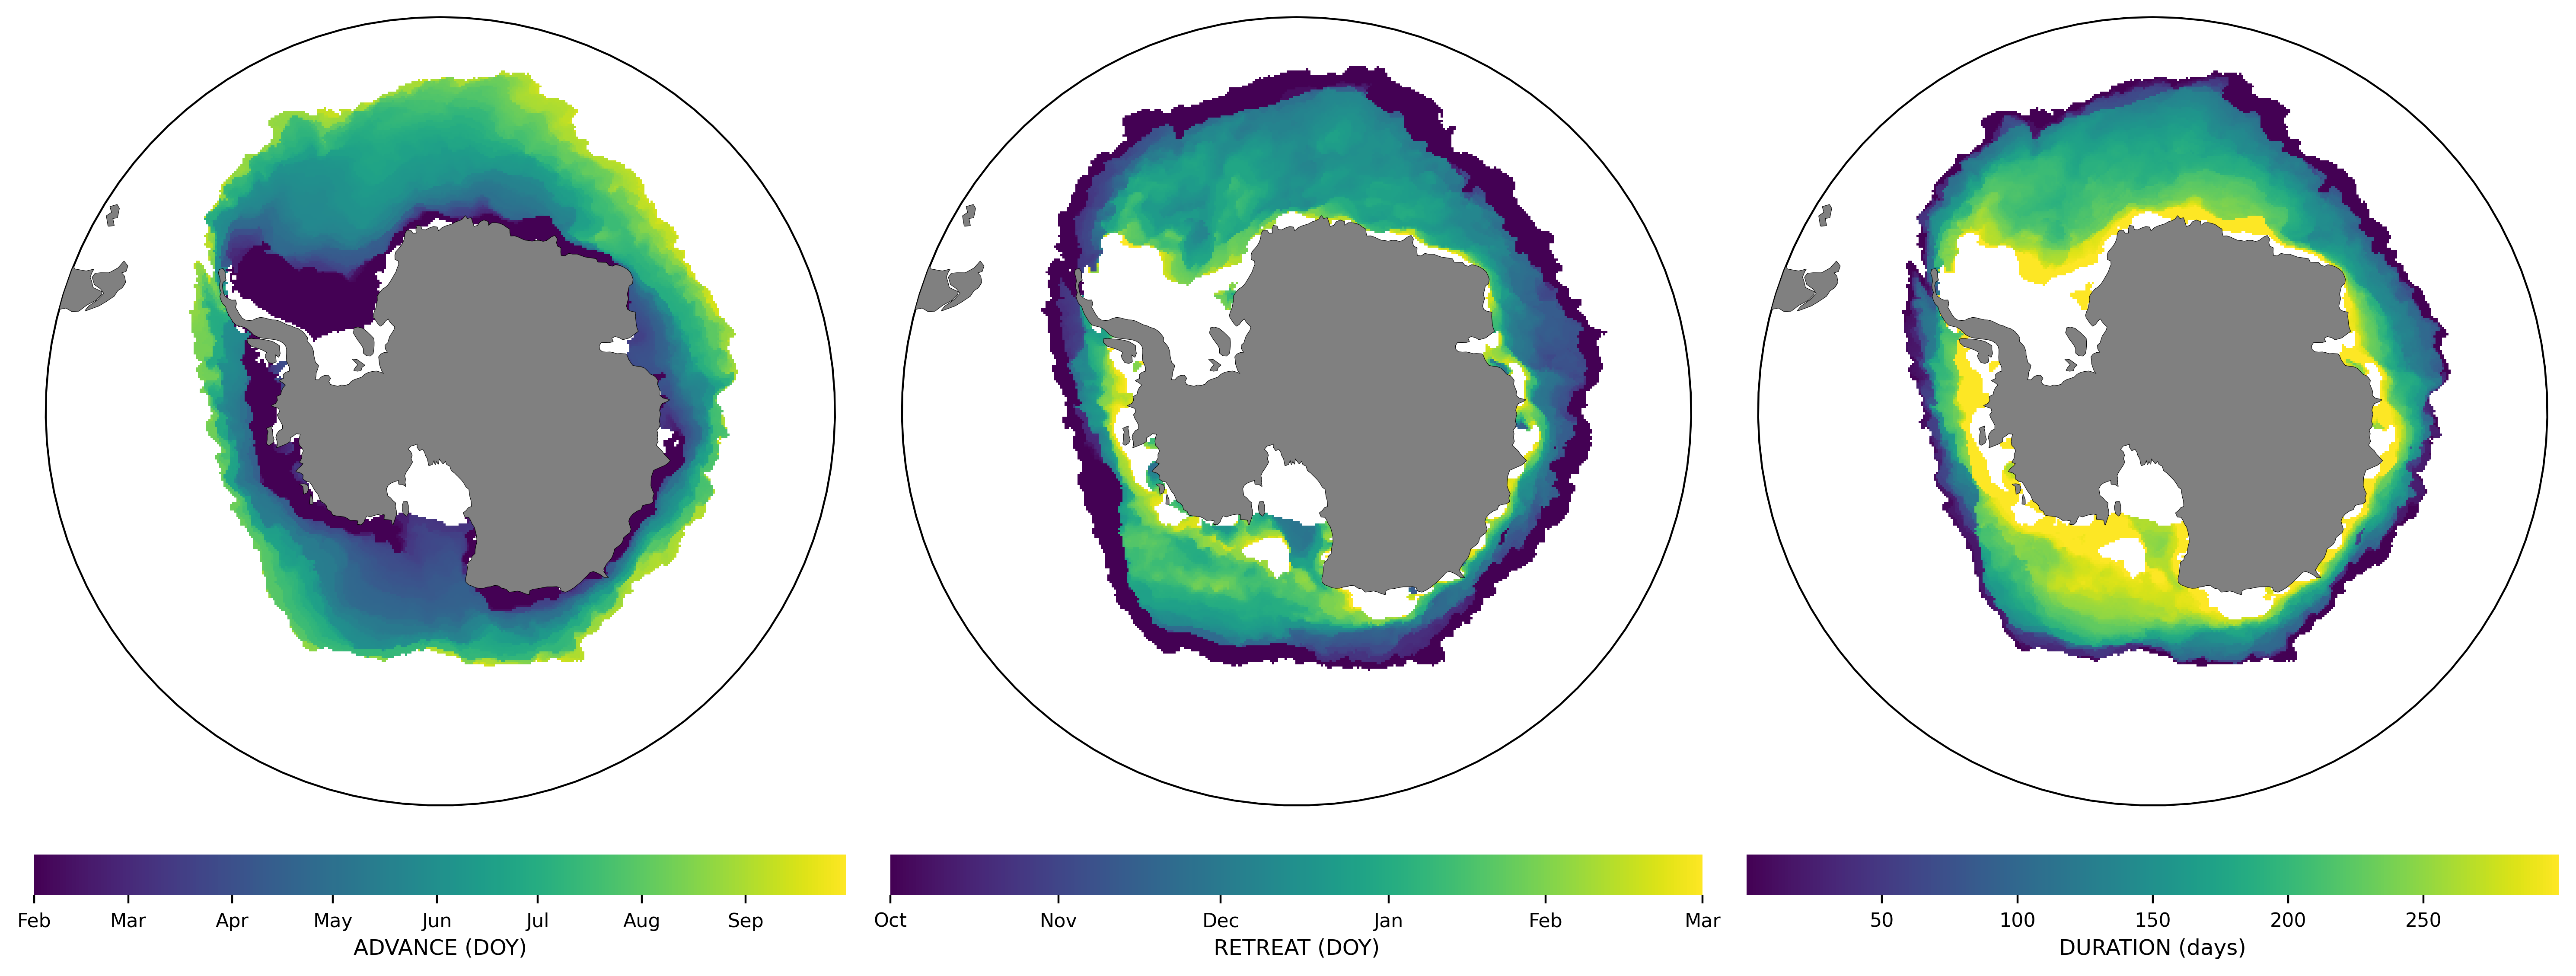 Feb Mar Apr May Jun Jul Aug Sep
ADVANCE (DOY)
Oct Nov Dec Jan Feb Mar
RETREAT (DOY)
50 100 150 200 250
DURATION (days)